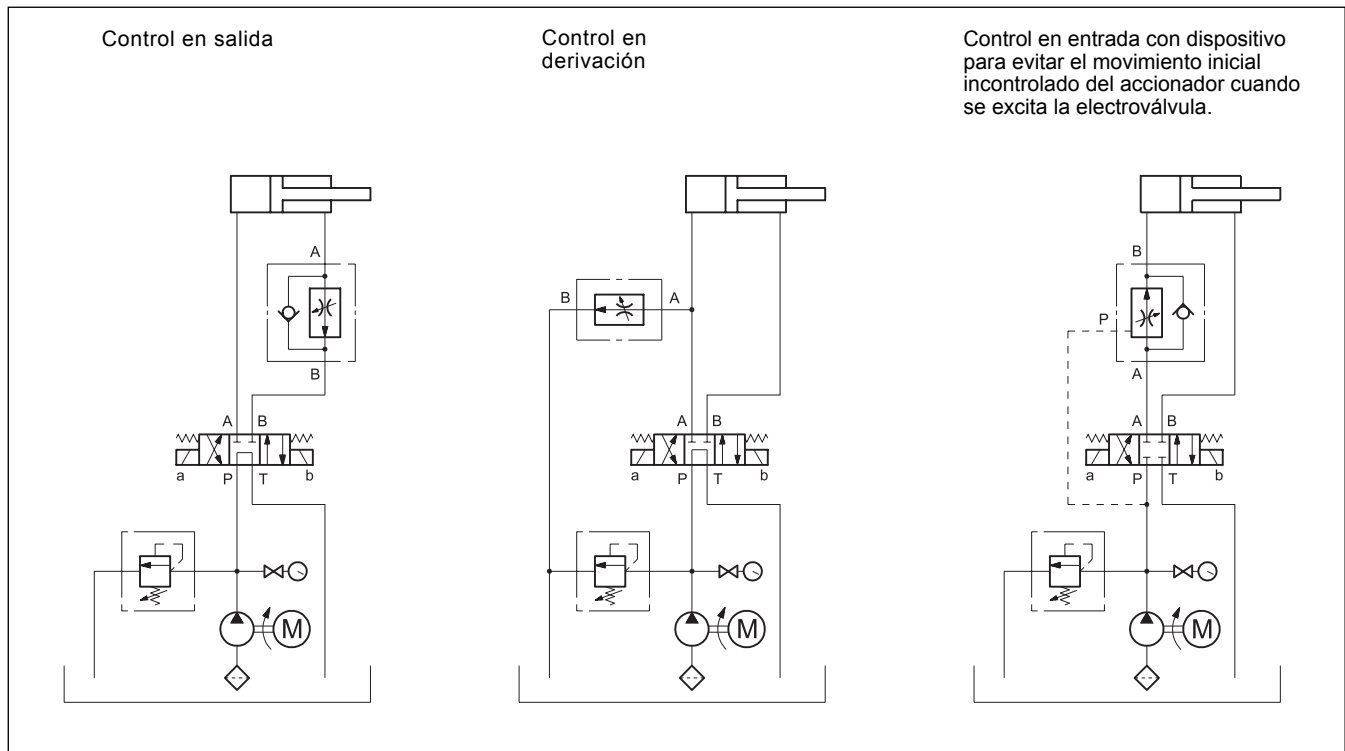 Control en salida
Control en
derivación
Control en entrada con dispositivo
para evitar el movimiento inicial
incontrolado del accionador cuando
se excita la electroválvula.
A
B
A B
a P T b
M
B A
A B
a P T b
M
B
P
A
A B
a P T b
M